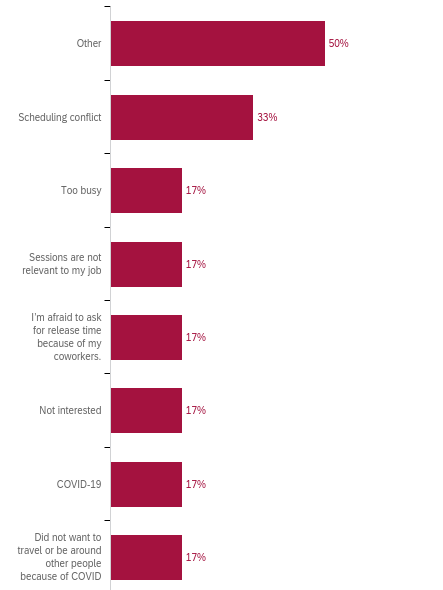 Other
50%
Scheduling conflict
33%
Too busy
17%
Sessions are not
relevant to my job
17%
I'm afraid to ask
for release time
because of my
coworkers.
17%
Not interested
17%
COVID-19
17%
Did not want to
travel or be around
other people
because of COVID
17%